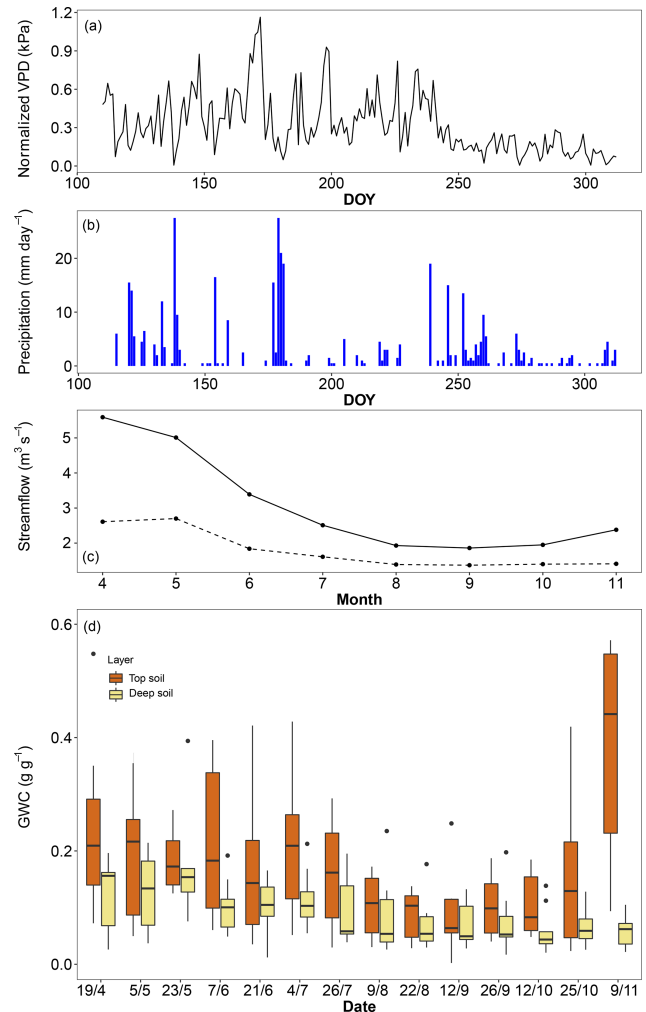 (a)
Normalized VPD (kPa)
1.2
0.9
0.6
0.3
0.0
100 150 200 250 300
DOY
(b)
Precipitation (mm day⁻¹)
20
10
0
100 150 200 250 300
DOY
Streamflow (m³ s⁻¹)
5
4
3
2
(c)
4 5 6 7 8 9 10 11
Month
(d)
GWC (g g⁻¹)
0.6
0.4
0.2
0.0
Layer
Top soil
Deep soil
19/4 5/5 23/5 7/6 21/6 4/7 26/7 9/8 22/8 12/9 26/9 12/10 25/10 9/11
Date